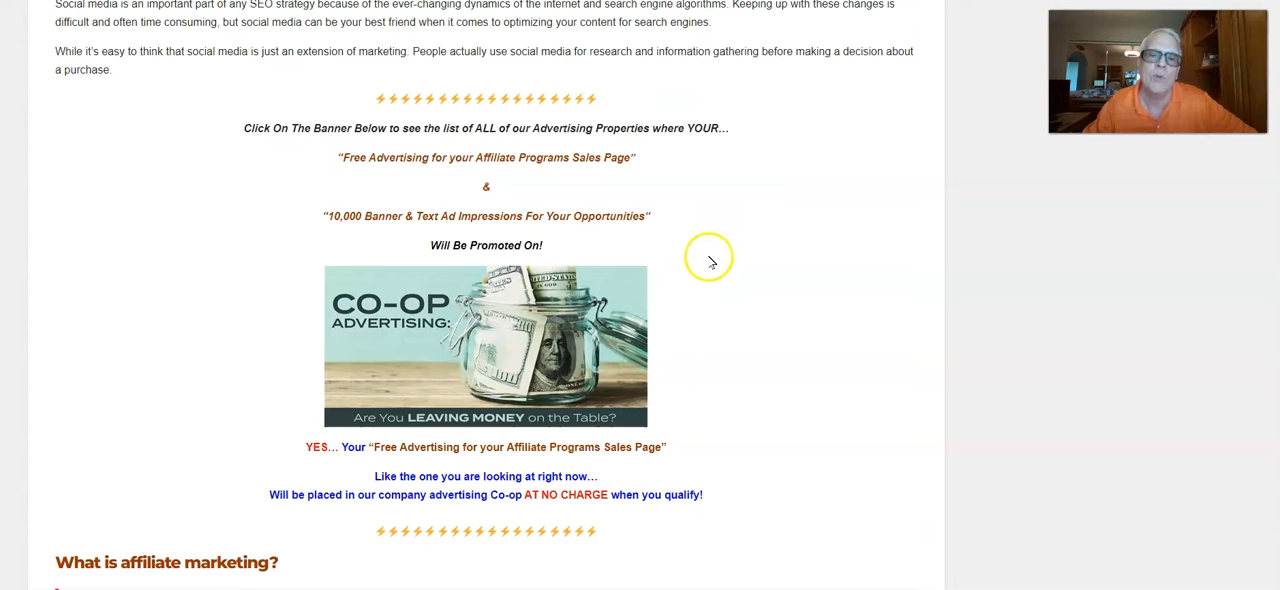 Social media is an important part of any SEO strategy because of the ever-changing dynamics of the internet and search engine algorithms. Keeping up with these changes is
difficult and often time consuming, but social media can be your best friend when it comes to optimizing your content for search engines.
While it’s easy to think that social media is just an extension of marketing. People actually use social media for research and information gathering before making a decision about
a purchase.
Click On The Banner Below to see the list of ALL of our Advertising Properties where YOUR…
“Free Advertising for your Affiliate Programs Sales Page”
&
“10,000 Banner & Text Ad Impressions For Your Opportunities“
Will Be Promoted On!
CO-OP
ADVERTISING:
Are You LEAVING MONEY on the Table?
YES… Your “Free Advertising for your Affiliate Programs Sales Page”
Like the one you are looking at right now…
Will be placed in our company advertising Co-op AT NO CHARGE when you qualify!
What is affiliate marketing?